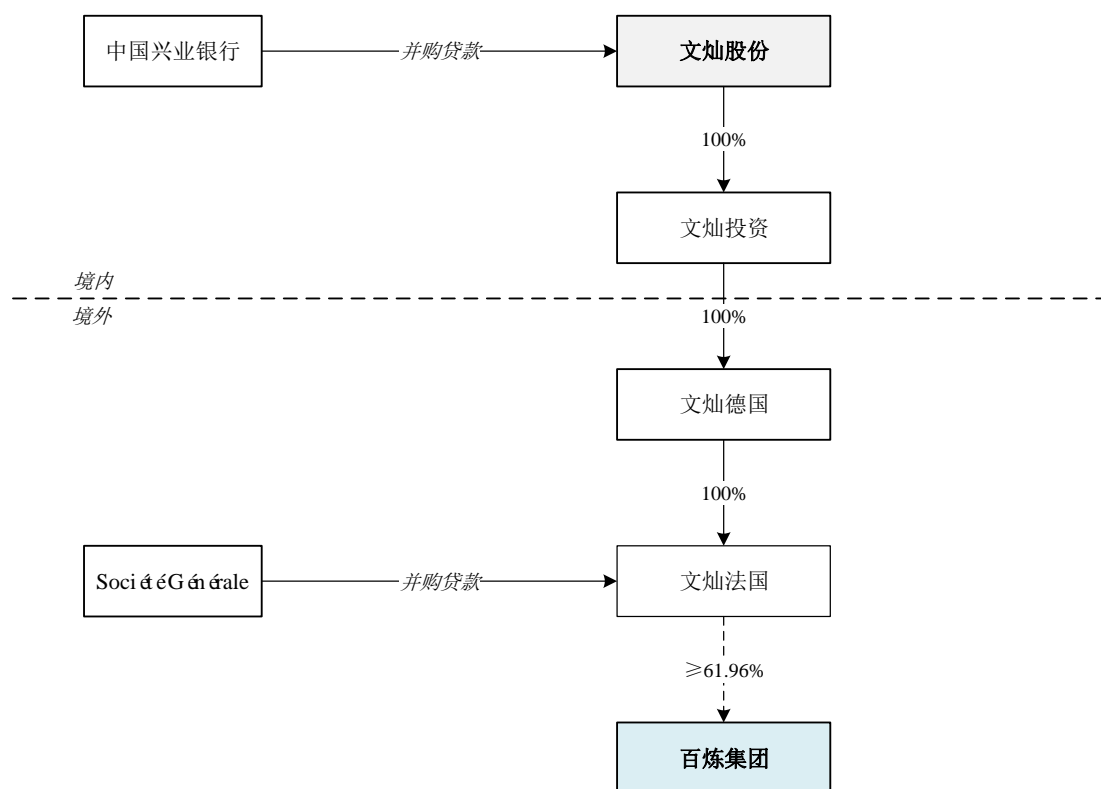 中国兴业银行
并购贷款
文灿股份
100%
文灿投资
境内
境外
100%
文灿德国
100%
Société Générale
并购贷款
文灿法国
≥61.96%
百炼集团